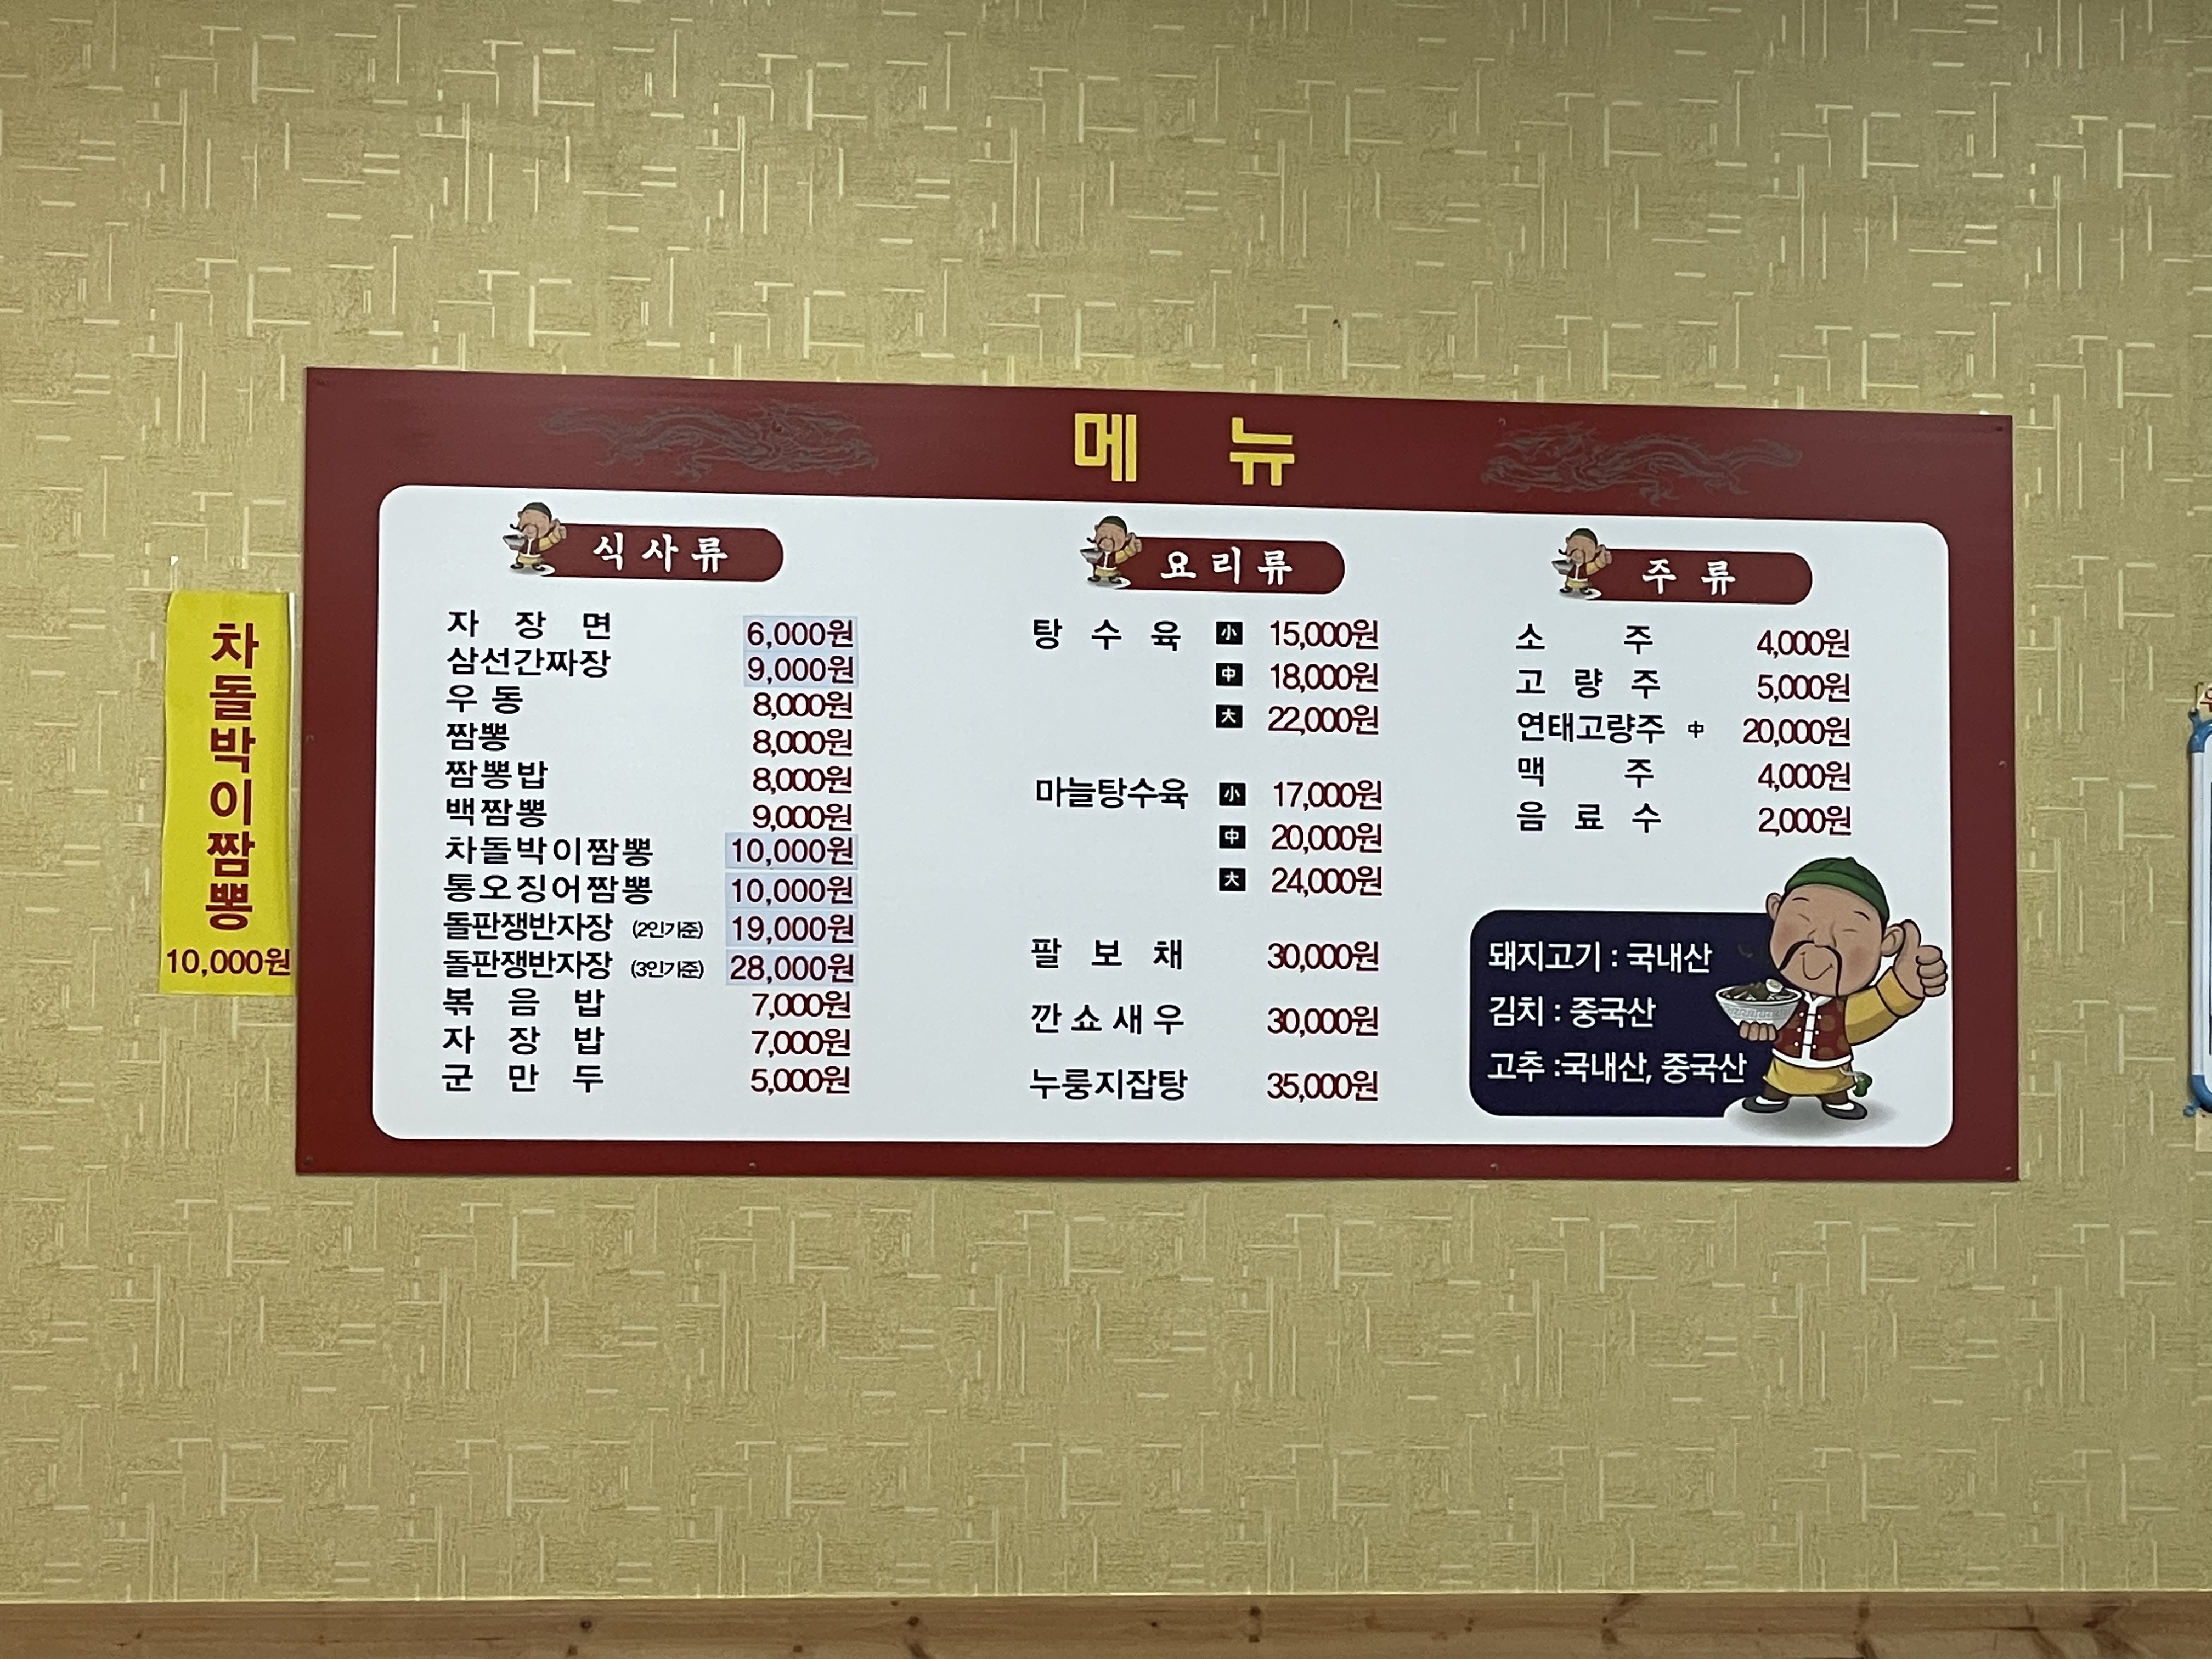 메 뉴
차돌박이짬뽕
10,000원
식사류
자 장 면 6,000원
삼선간짜장 9,000원
우 동 8,000원
짬뽕 8,000원
짬뽕밥 8,000원
백짬뽕 9,000원
차돌박이짬뽕 10,000원
통오징어짬뽕 10,000원
돌판쟁반자장 (2인기준) 19,000원
돌판쟁반자장 (3인기준) 28,000원
볶 음 밥 7,000원
자 장 밥 7,000원
군 만 두 5,000원
요리류
탕 수 육 小 15,000원
中 18,000원
大 22,000원
마늘탕수육 小 17,000원
中 20,000원
大 24,000원
팔 보 채 30,000원
깐쇼새우 30,000원
누룽지잡탕 35,000원
주 류
소 주 4,000원
고 량 주 5,000원
연태고량주 中 20,000원
맥 주 4,000원
음 료 수 2,000원
돼지고기 : 국내산
김치 : 중국산
고추 :국내산, 중국산